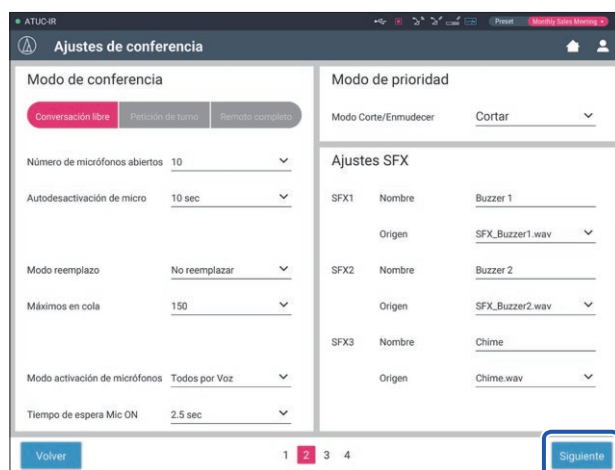 ATUC-IR
Preset
Monthly Sales Meeting
Ajustes de conferencia
Modo de conferencia
Conversación libre
Petición de turno
Remoto completo
Número de micrófonos abiertos 10
Autodesactivación de micro 10 sec
Modo reemplazo No reemplazar
Máximos en cola 150
Modo activación de micrófonos Todos por Voz
Tiempo de espera Mic ON 2.5 sec
Modo de prioridad
Modo Corte/Enmudecer Cortar
Ajustes SFX
SFX1 Nombre Buzzer 1
Origen SFX_Buzzer1.wav
SFX2 Nombre Buzzer 2
Origen SFX_Buzzer2.wav
SFX3 Nombre Chime
Origen Chime.wav
Volver
1 2 3 4
Siguiente